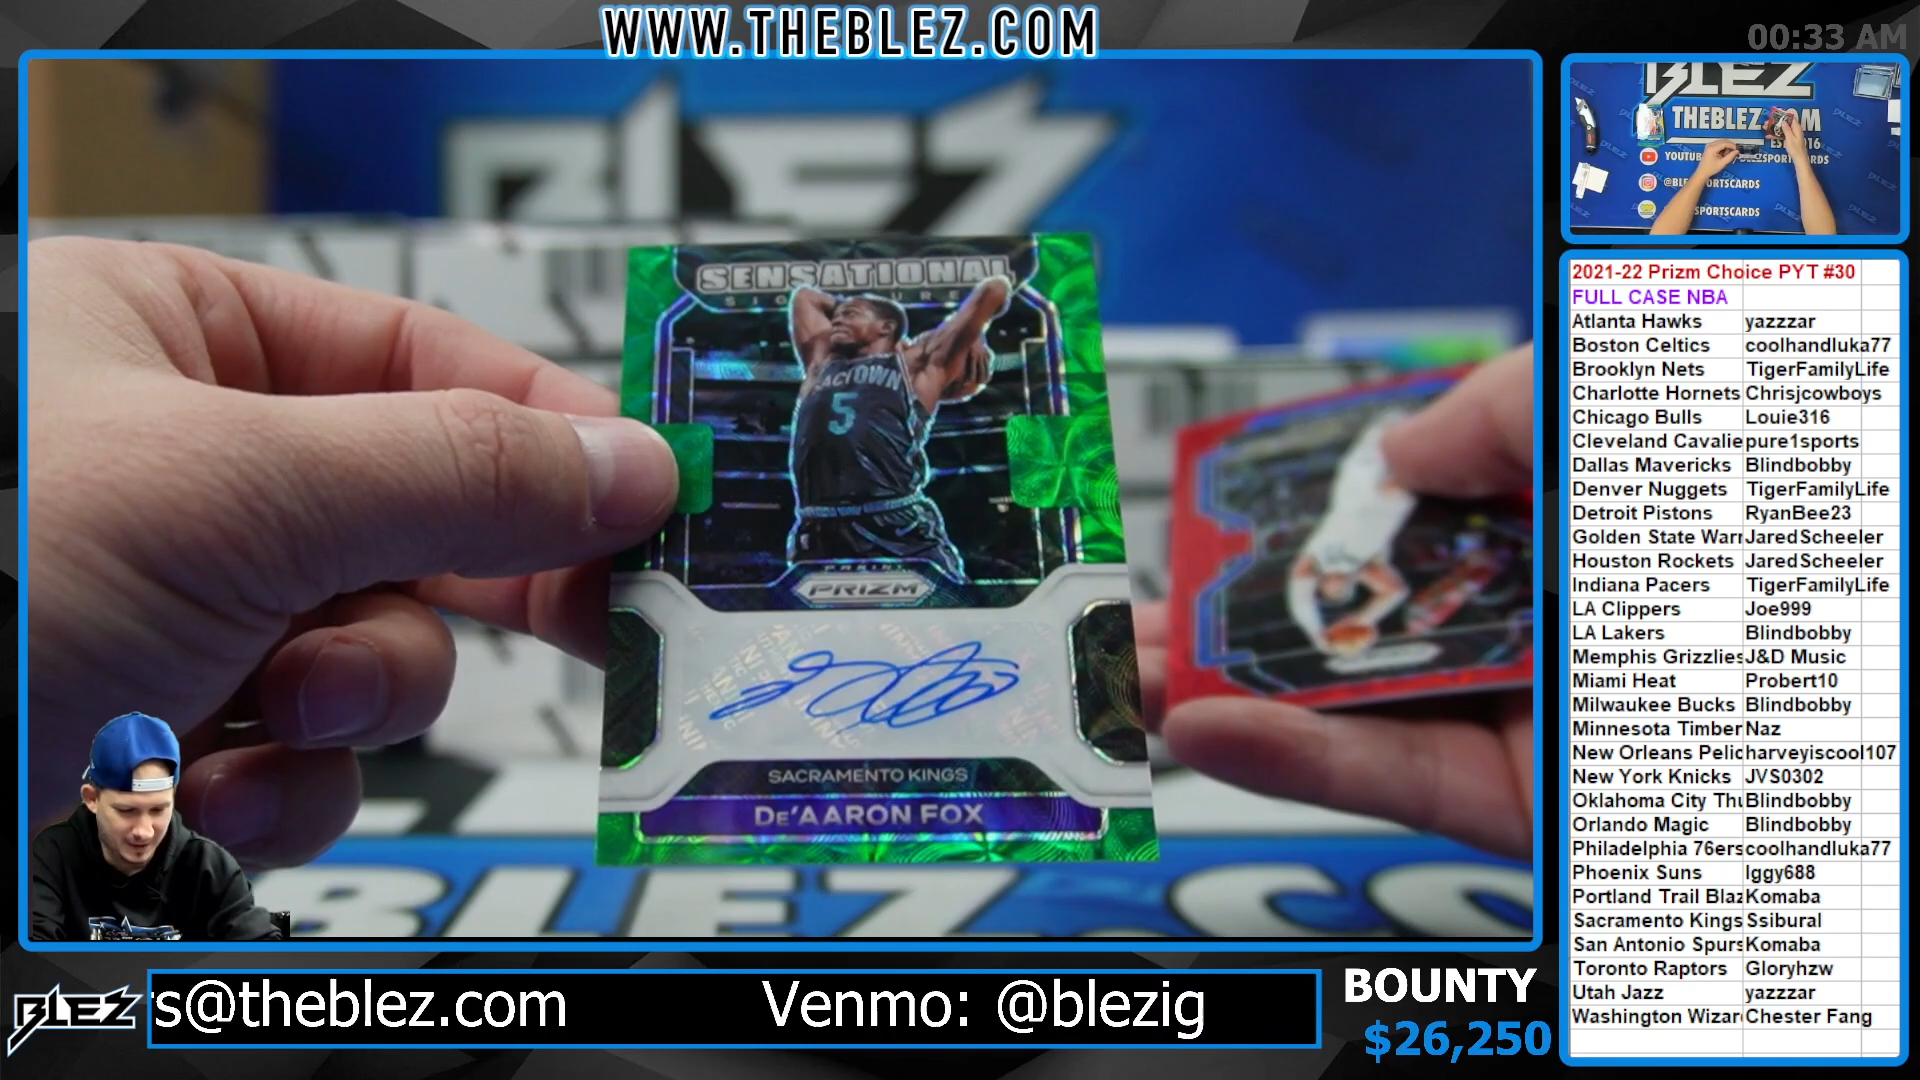 WWW.THEBLEZ.COM
00:33 AM
BLEZ
THEBLEZ
EST
@BLE
SPORTSCARDS
SENSATIONAL
SACTOWN
5
PANINI
PRIZM
SACRAMENTO KINGS
DE'AARON FOX
BLEZ
s@theblez.com Venmo: @blezig
BOUNTY
$26,250
2021-22 Prizm Choice PYT #30
FULL CASE NBA
Atlanta Hawks yazzzar
Boston Celtics coolhandluka77
Brooklyn Nets TigerFamilyLife
Charlotte Hornets Chrisjcowboys
Chicago Bulls Louie316
Cleveland Cavalie pure1sports
Dallas Mavericks Blindbobby
Denver Nuggets TigerFamilyLife
Detroit Pistons RyanBee23
Golden State Warr JaredScheeler
Houston Rockets JaredScheeler
Indiana Pacers TigerFamilyLife
LA Clippers Joe999
LA Lakers Blindbobby
Memphis Grizzlies J&D Music
Miami Heat Probert10
Milwaukee Bucks Blindbobby
Minnesota Timber Naz
New Orleans Pelic harveyiscool107
New York Knicks JVS0302
Oklahoma City Thu Blindbobby
Orlando Magic Blindbobby
Philadelphia 76ers coolhandluka77
Phoenix Suns Iggy688
Portland Trail Blaz Komaba
Sacramento Kings Ssibural
San Antonio Spurs Komaba
Toronto Raptors Gloryhzw
Utah Jazz yazzzar
Washington Wizar Chester Fang